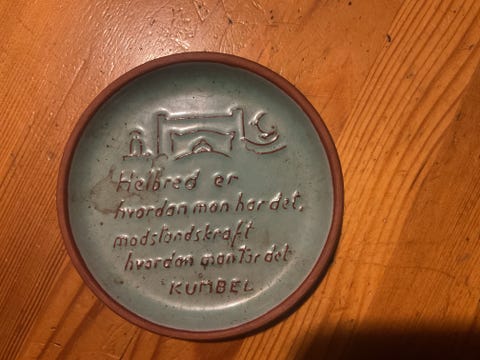 Helbred er
hvordan man har det,
modstandskraft
hvordan man tar det
KUMBEL